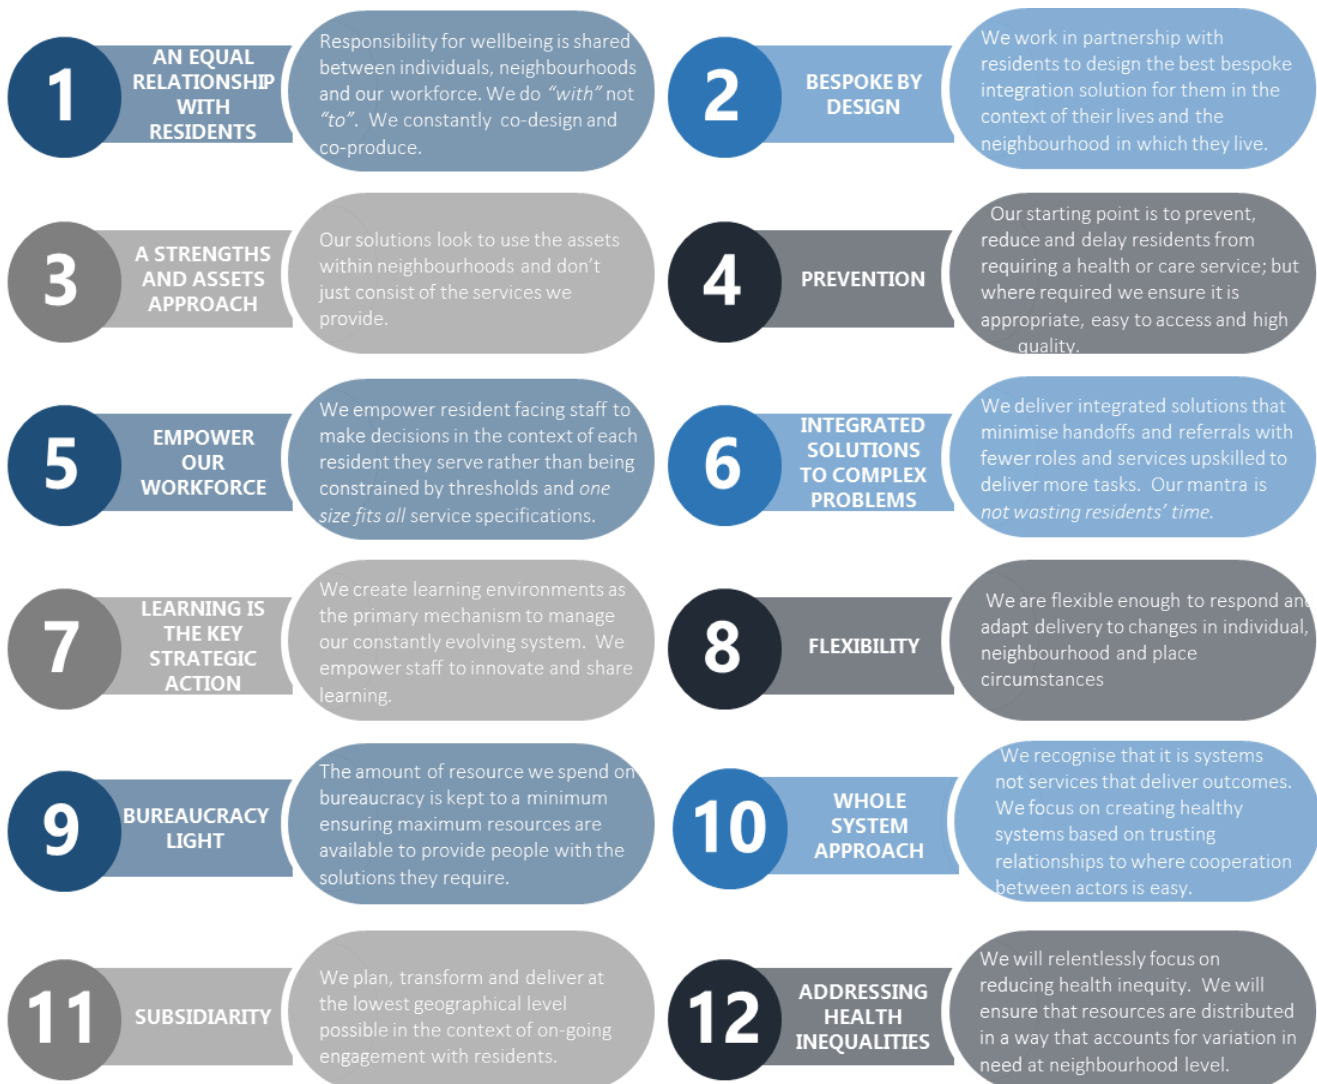 1
AN EQUAL
RELATIONSHIP
WITH
RESIDENTS
Responsibility for wellbeing is shared
between individuals, neighbourhoods
and our workforce. We do “with” not
“to”.  We constantly  co-design and
co-produce.
2
BESPOKE BY
DESIGN
We work in partnership with
residents to design the best bespoke
integration solution for them in the
context of their lives and the
neighbourhood in which they live.
3
A STRENGTHS
AND ASSETS
APPROACH
Our solutions look to use the assets
within neighbourhoods and don’t
just consist of the services we
provide.
4
PREVENTION
Our starting point is to prevent,
reduce and delay residents from
requiring a health or care service; but
where required we ensure it is
appropriate, easy to access and high
quality.
5
EMPOWER
OUR
WORKFORCE
We empower resident facing staff to
make decisions in the context of each
resident they serve rather than being
constrained by thresholds and one
size fits all service specifications.
6
INTEGRATED
SOLUTIONS
TO COMPLEX
PROBLEMS
We deliver integrated solutions that
minimise handoffs and referrals with
fewer roles and services upskilled to
deliver more tasks.  Our mantra is
not wasting residents’ time.
7
LEARNING IS
THE KEY
STRATEGIC
ACTION
We create learning environments as
the primary mechanism to manage
our constantly evolving system.  We
empower staff to innovate and share
learning.
8
FLEXIBILITY
We are flexible enough to respond and
adapt delivery to changes in individual,
neighbourhood and place
circumstances
9
BUREAUCRACY
LIGHT
The amount of resource we spend on
bureaucracy is kept to a minimum
ensuring maximum resources are
available to provide people with the
solutions they require.
10
WHOLE
SYSTEM
APPROACH
We recognise that it is systems
not services that deliver outcomes.
We focus on creating healthy
systems based on trusting
relationships to where cooperation
between actors is easy.
11
SUBSIDIARITY
We plan, transform and deliver at
the lowest geographical level
possible in the context of on-going
engagement with residents.
12
ADDRESSING
HEALTH
INEQUALITIES
We will relentlessly focus on
reducing health inequity.  We will
ensure that resources are distributed
in a way that accounts for variation in
need at neighbourhood level.